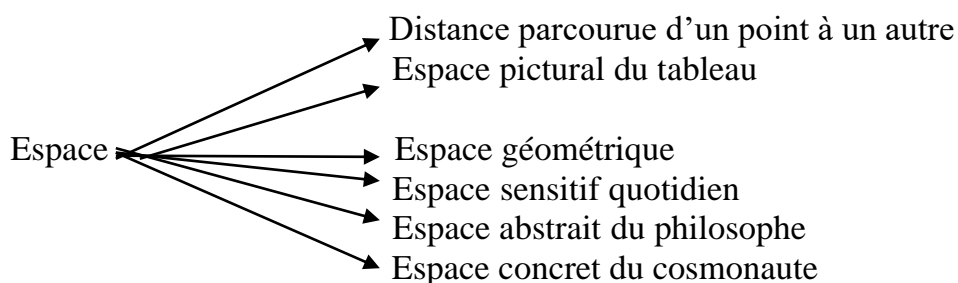 Distance parcourue d’un point à un autre
Espace pictural du tableau
Espace
Espace géométrique
Espace sensitif quotidien
Espace abstrait du philosophe
Espace concret du cosmonaute